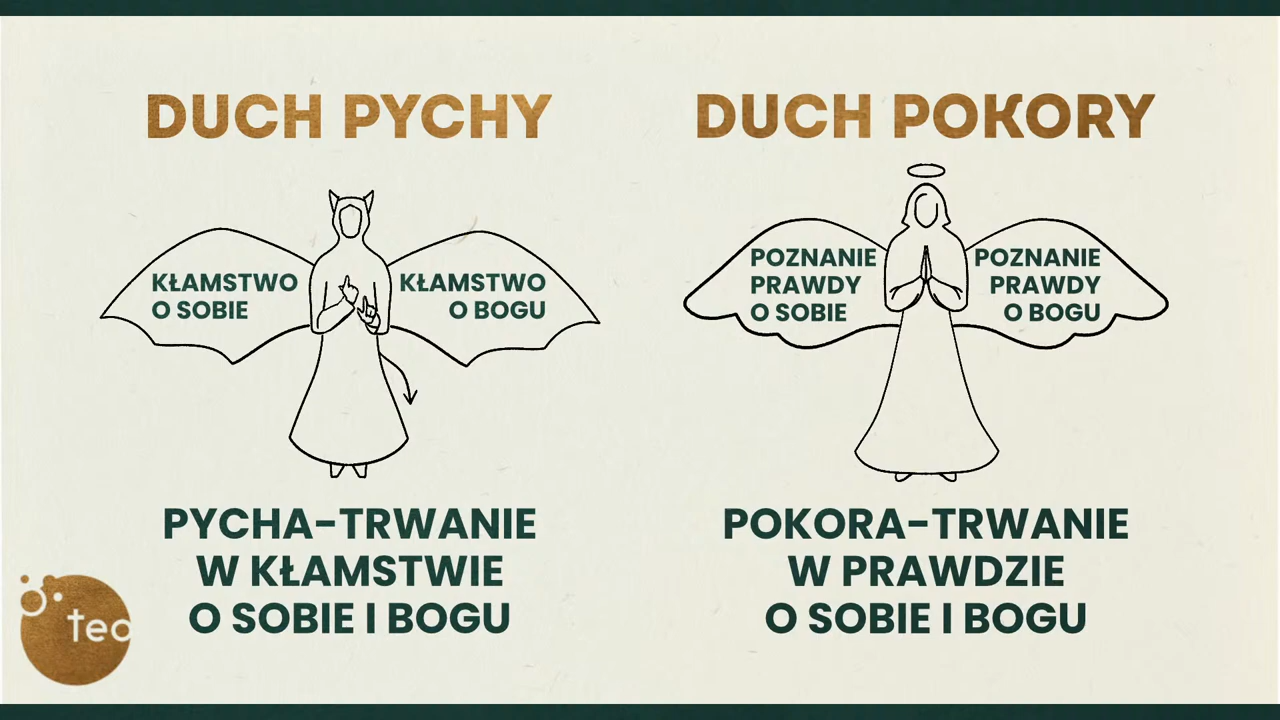 DUCH PYCHY
KŁAMSTWO
O SOBIE
KŁAMSTWO
O BOGU
PYCHA-TRWANIE
W KŁAMSTWIE
O SOBIE I BOGU
DUCH POKORY
POZNANIE
PRAWDY
O SOBIE
POZNANIE
PRAWDY
O BOGU
POKORA-TRWANIE
W PRAWDZIE
O SOBIE I BOGU
teo